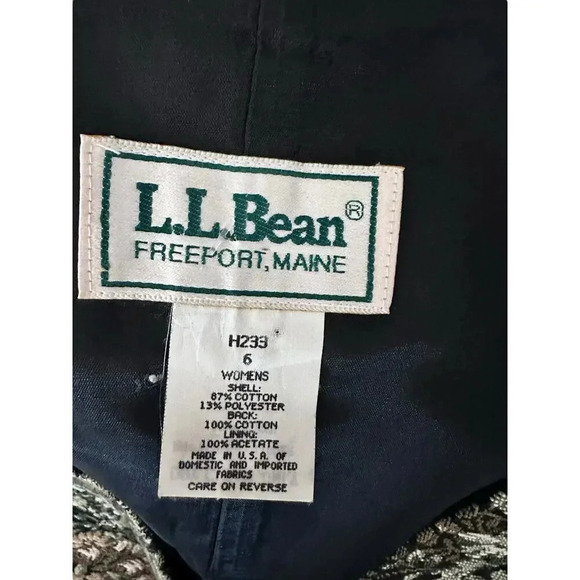 L.L.Bean®
FREEPORT, MAINE
H233
6
WOMENS
SHELL:
87% COTTON
13% POLYESTER
BACK:
100% COTTON
LINING:
100% ACETATE
MADE IN U.S.A. OF
DOMESTIC AND IMPORTED
FABRICS
CARE ON REVERSE